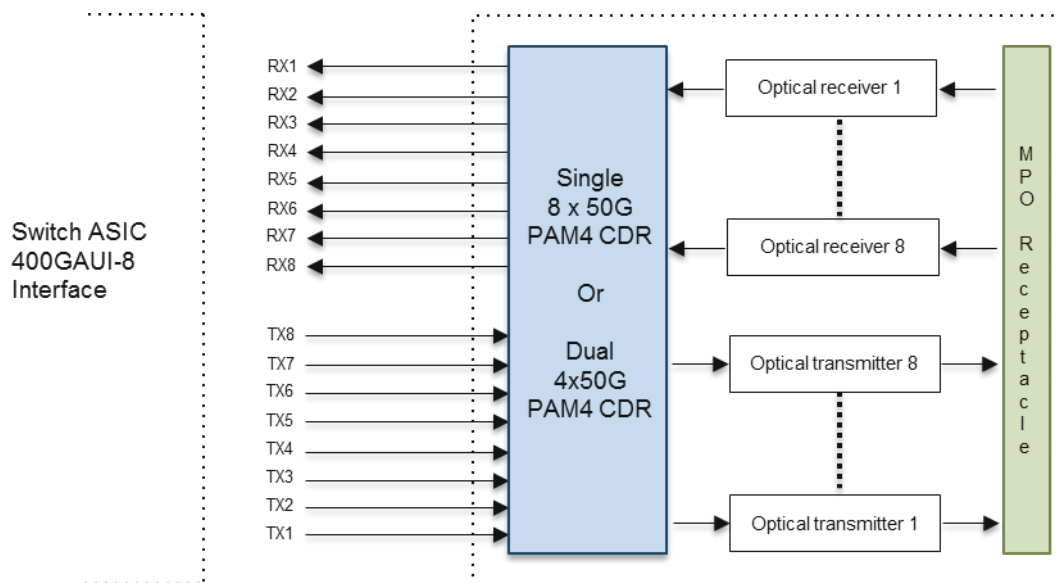 Switch ASIC
400GAUI-8
Interface
RX1
RX2
RX3
RX4
RX5
RX6
RX7
RX8
TX8
TX7
TX6
TX5
TX4
TX3
TX2
TX1
Single
8 x 50G
PAM4 CDR
Or
Dual
4x50G
PAM4 CDR
Optical receiver 1
Optical receiver 8
Optical transmitter 8
Optical transmitter 1
MPO Receptacle